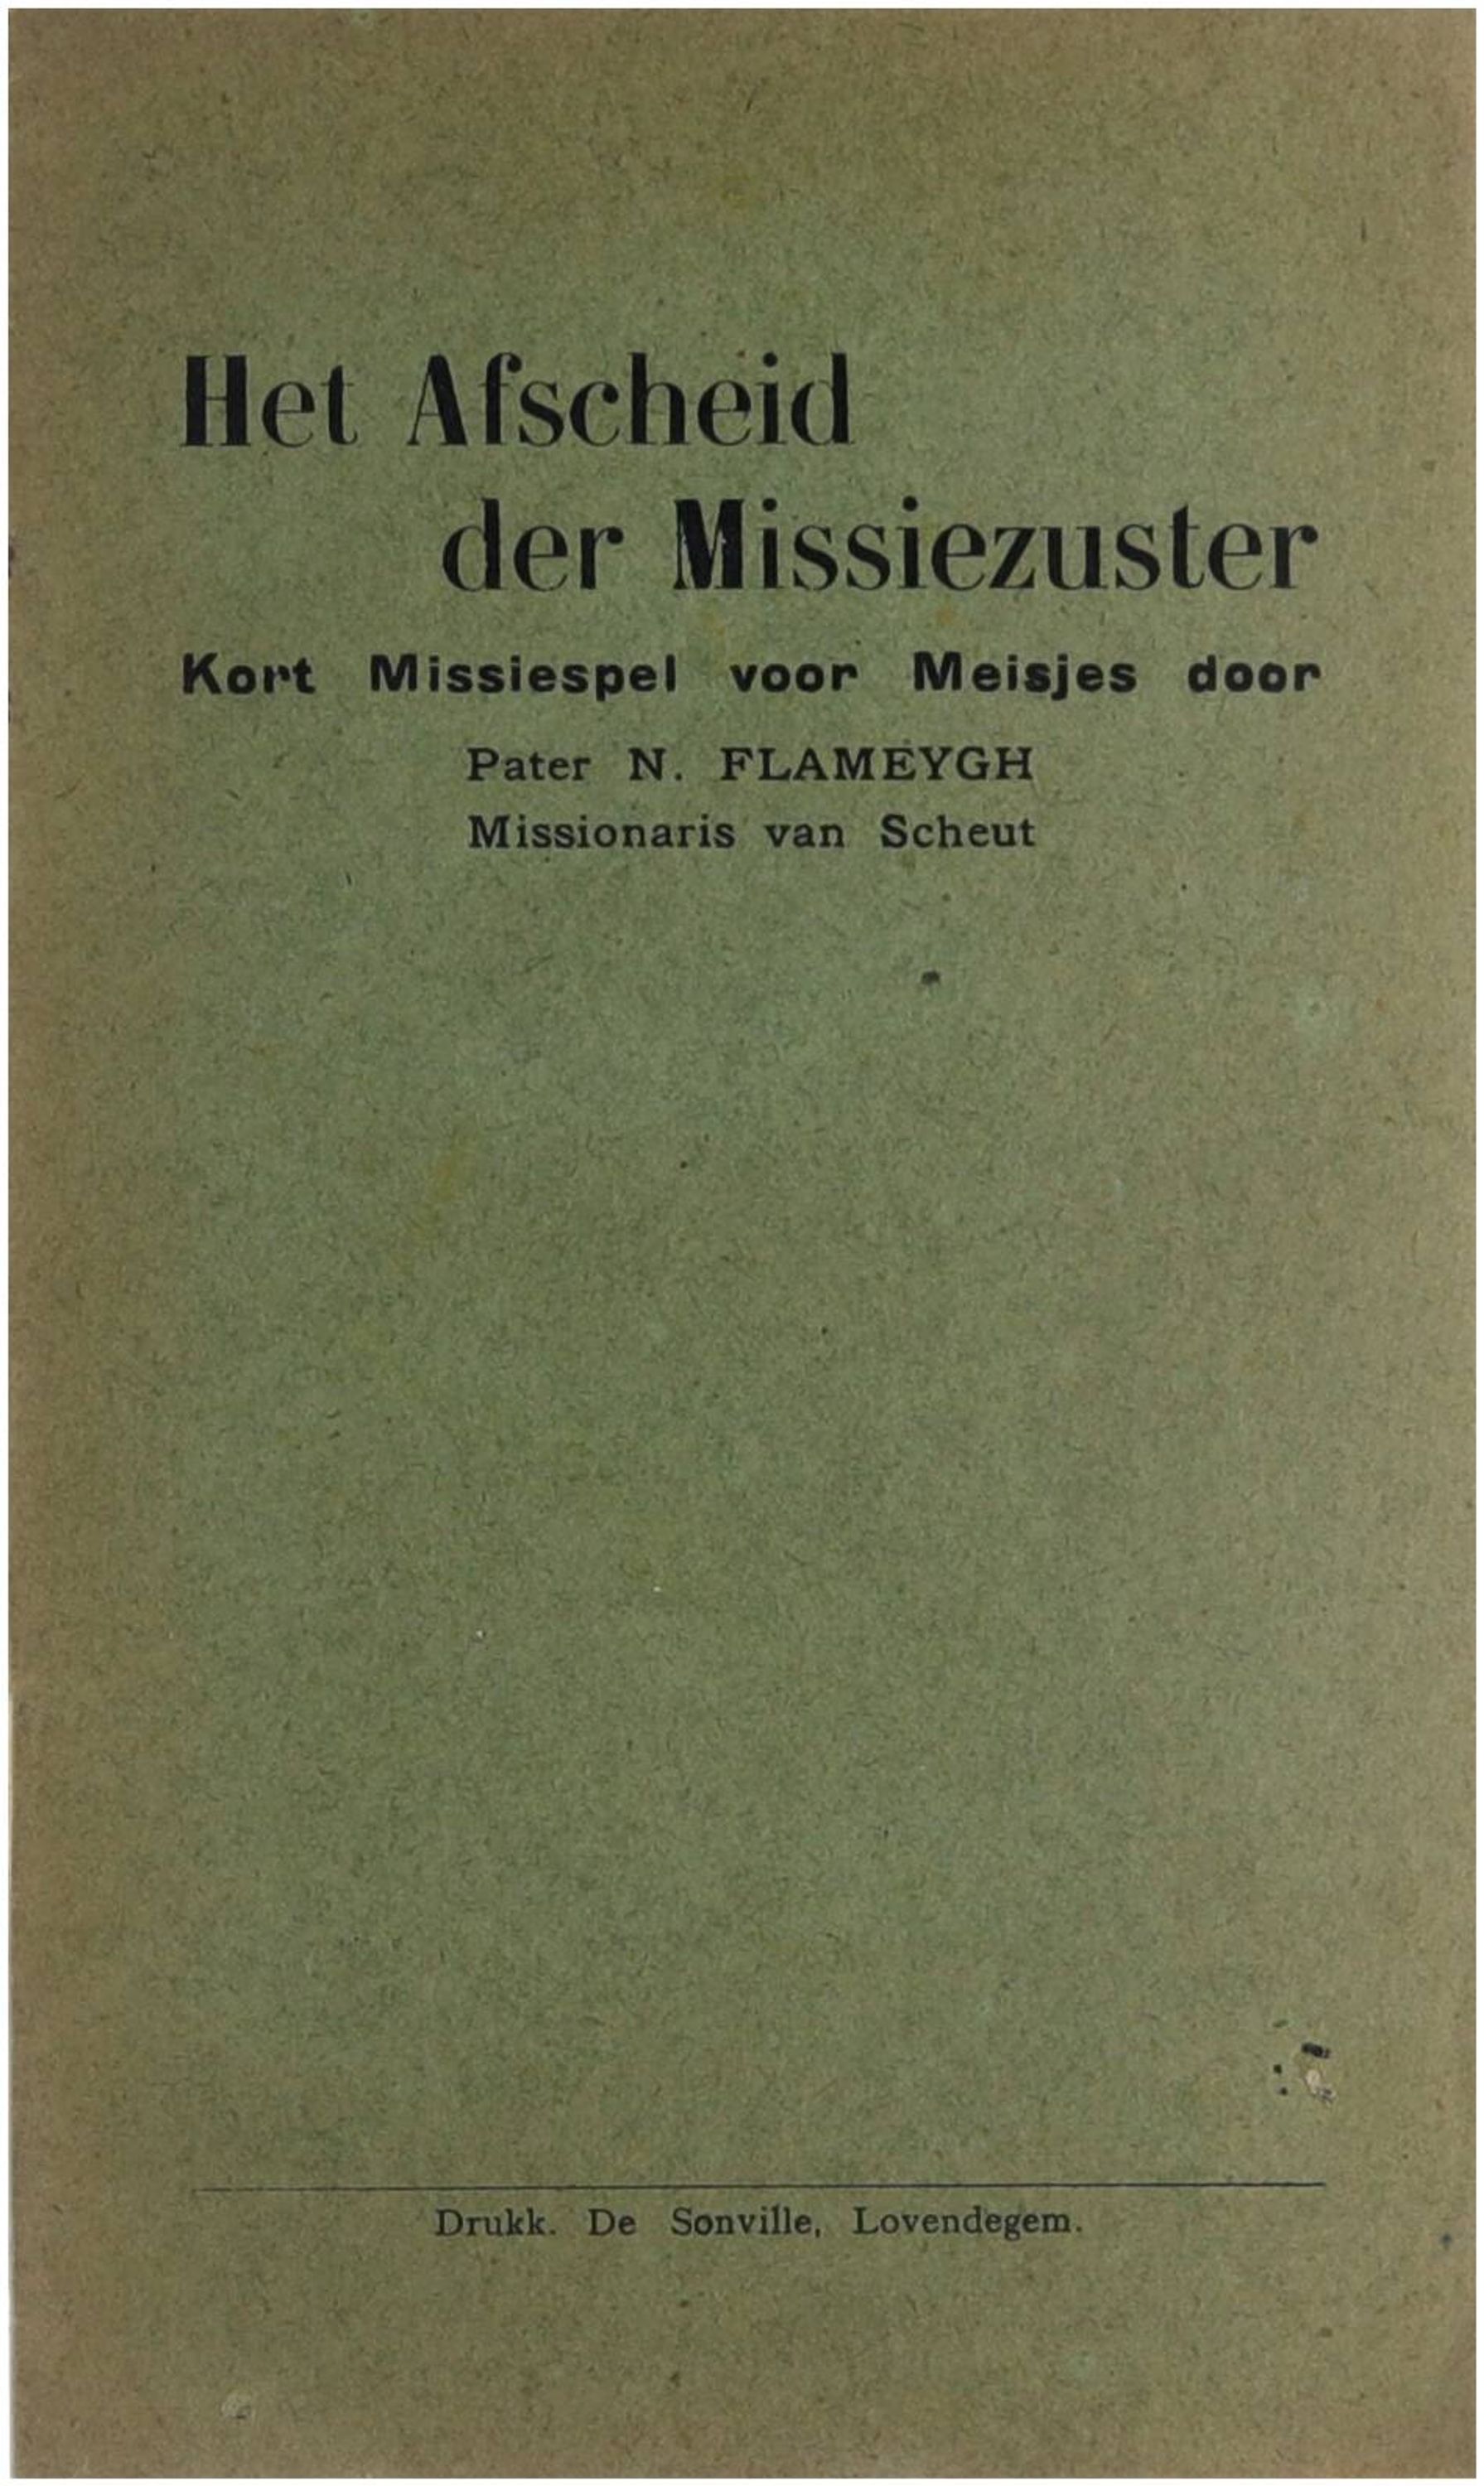 Het Afscheid
der Missiezuster
Kort Missiespel voor Meisjes door
Pater N. FLAMEYGH
Missionaris van Scheut
Drukk. De Sonville, Lovendegem.